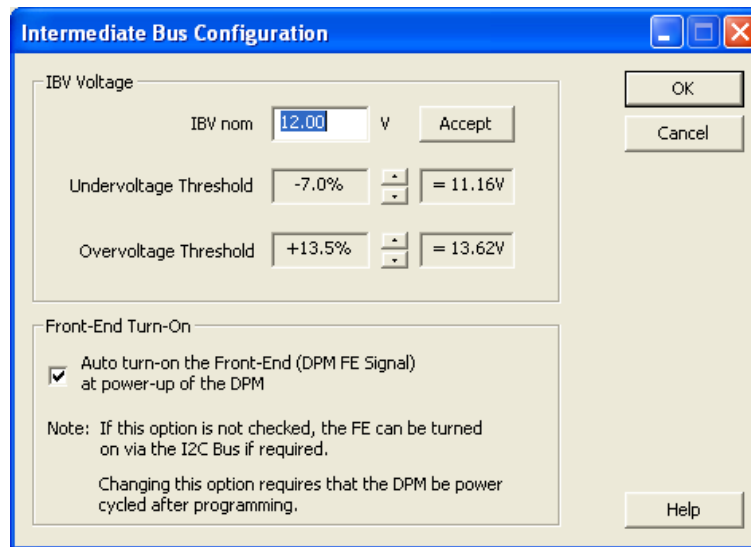 Intermediate Bus Configuration
IBV Voltage
IBV nom 12.00 V Accept
Undervoltage Threshold -7.0% = 11.16V
Overvoltage Threshold +13.5% = 13.62V
Front-End Turn-On
Auto turn-on the Front-End (DPM FE Signal)
at power-up of the DPM
Note: If this option is not checked, the FE can be turned
on via the I2C Bus if required.
Changing this option requires that the DPM be power
cycled after programming.
OK
Cancel
Help